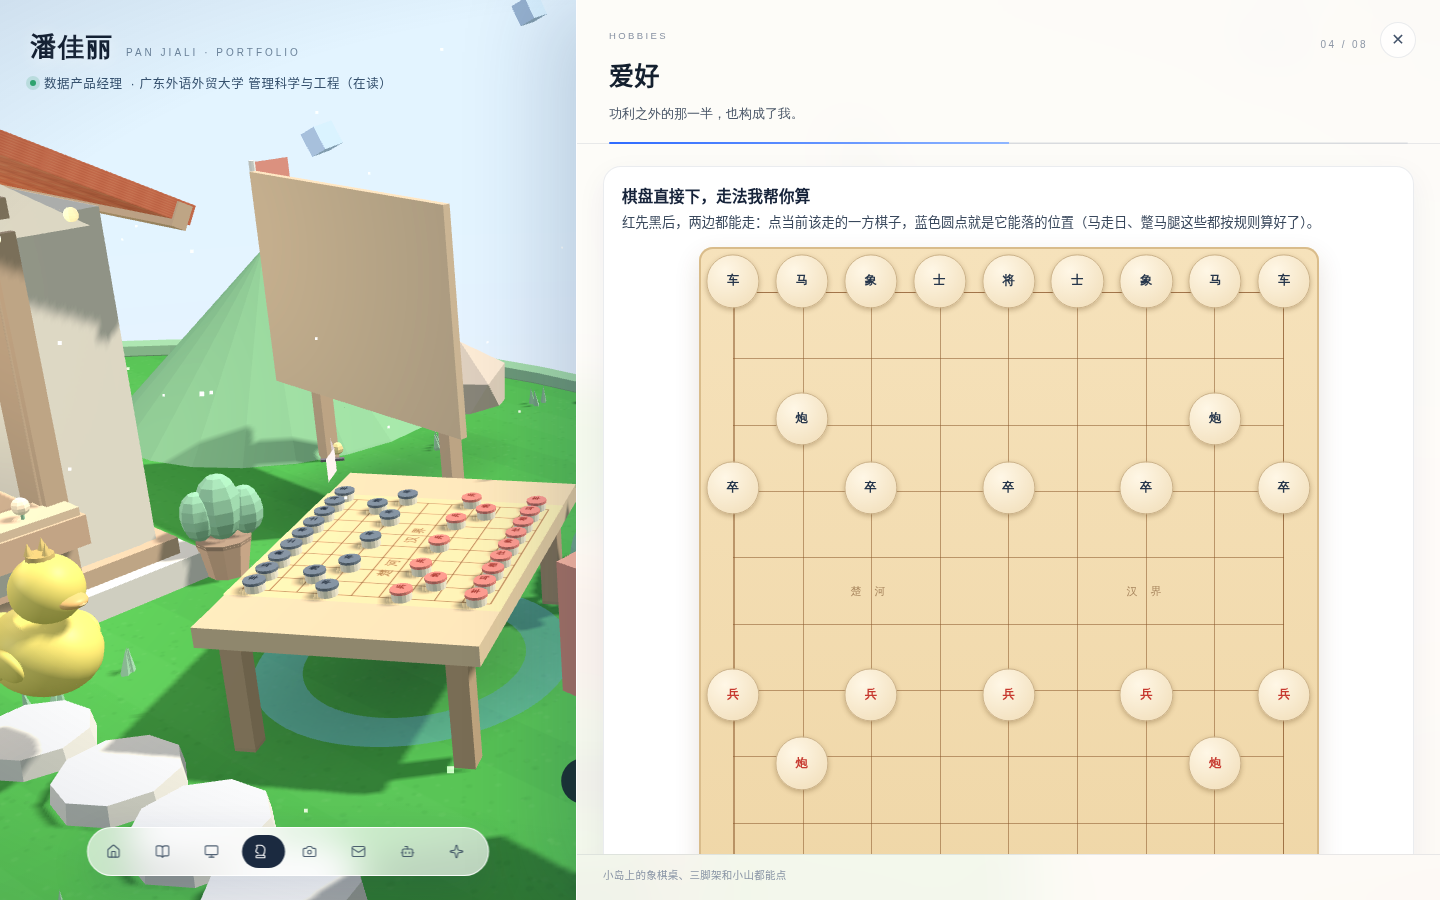 潘佳丽 PAN JIALI · PORTFOLIO
数据产品经理 · 广东外语外贸大学 管理科学与工程（在读）
HOBBIES
04 / 08
爱好
功利之外的那一半，也构成了我。
棋盘直接下，走法我帮你算
红先黑后，两边都能走：点当前该走的一方棋子，蓝色圆点就是它能落的位置（马走日、蹩马腿这些都按规则算好了）。
车 马 象 士 将 士 象 马 车
炮 炮
卒 卒 卒 卒 卒
楚 河 汉 界
兵 兵 兵 兵 兵
炮 炮
小岛上的象棋桌、三脚架和小山都能点